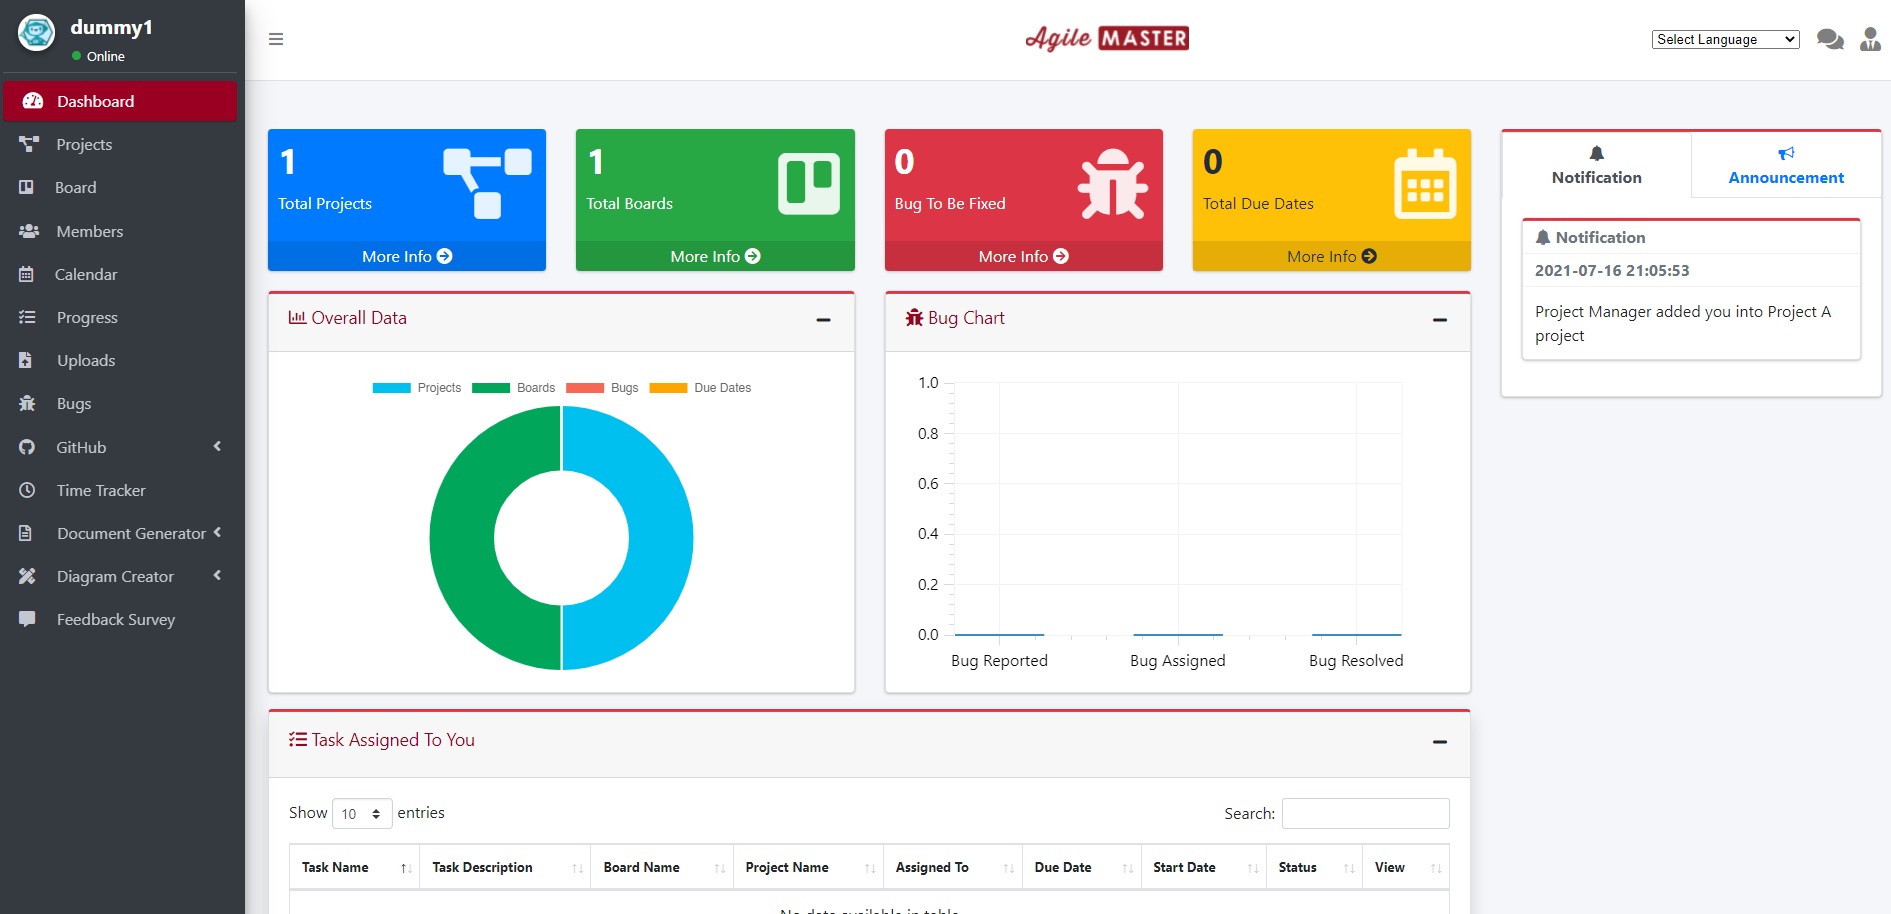 dummy1
Online
Dashboard
Projects
Board
Members
Calendar
Progress
Uploads
Bugs
GitHub
Time Tracker
Document Generator
Diagram Creator
Feedback Survey
Agile MASTER
Select Language
1
Total Projects
More Info
1
Total Boards
More Info
0
Bug To Be Fixed
More Info
0
Total Due Dates
More Info
Notification
Announcement
Notification
2021-07-16 21:05:53
Project Manager added you into Project A
project
Overall Data
Projects Boards Bugs Due Dates
Bug Chart
1.0
0.8
0.6
0.4
0.2
0.0
Bug Reported Bug Assigned Bug Resolved
Task Assigned To You
Show 10 entries
Search:
Task Name Task Description Board Name Project Name Assigned To Due Date Start Date Status View
No data available in table